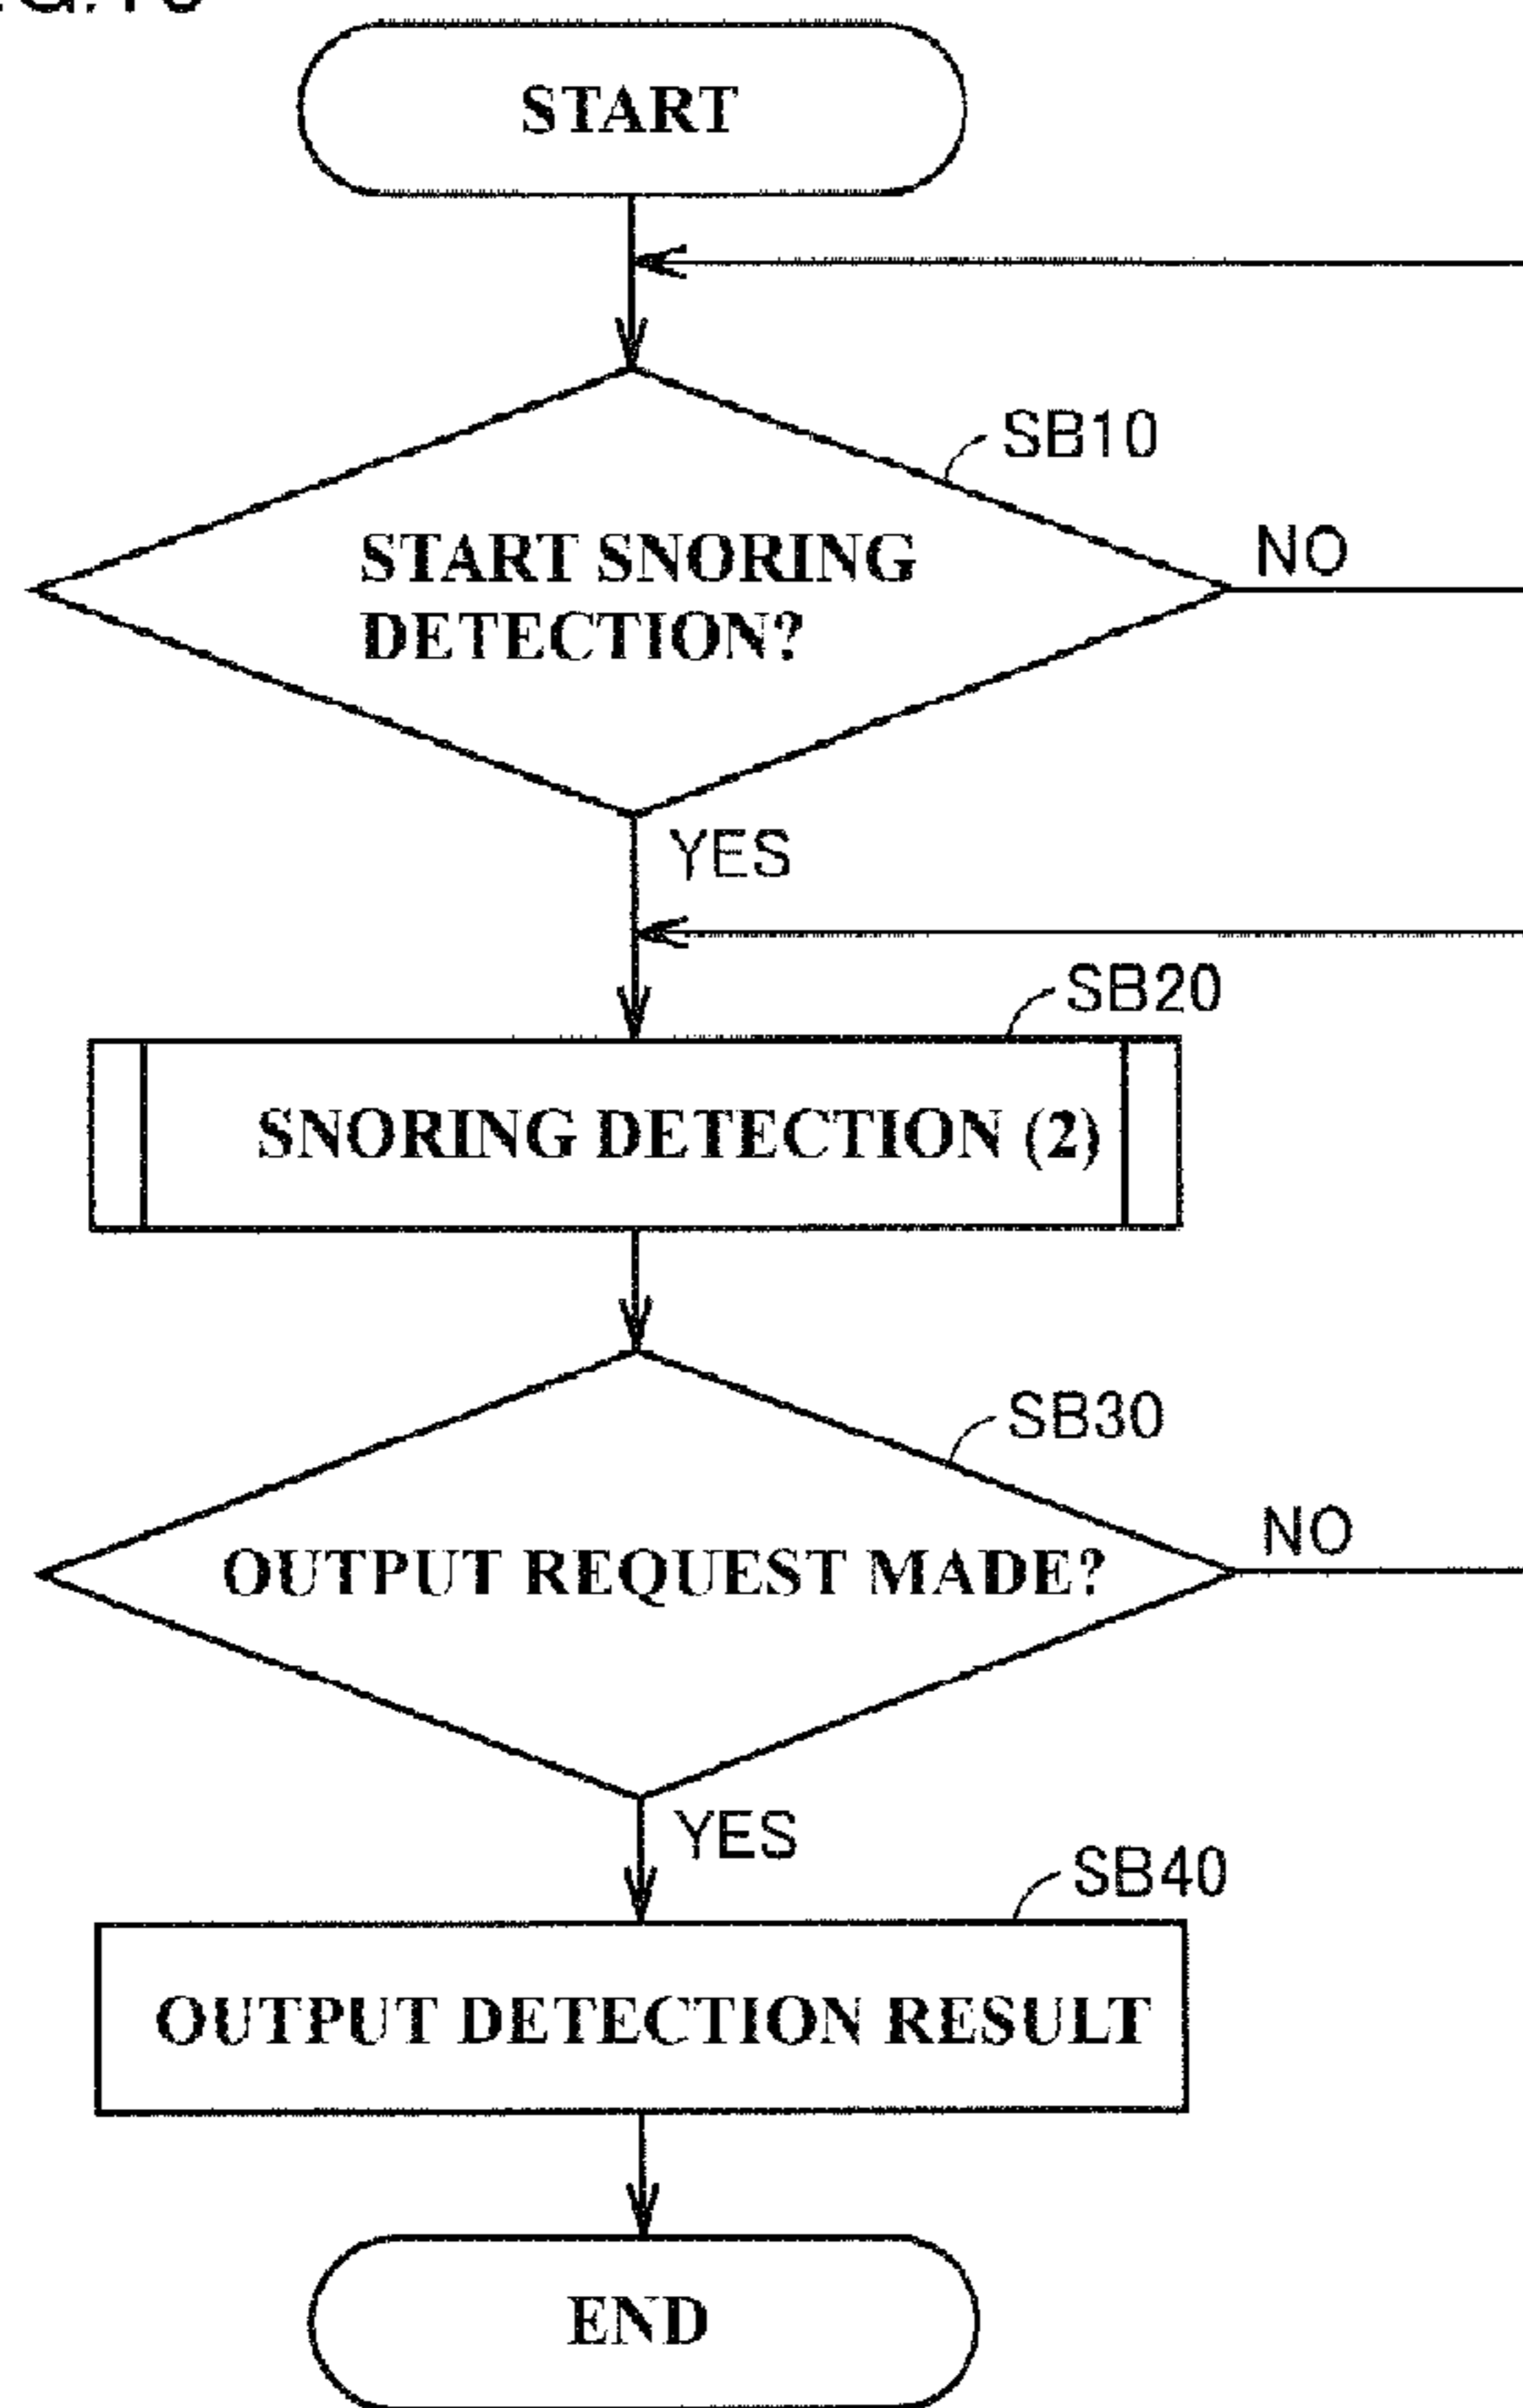 START
SB10
START SNORING
DETECTION?
NO
YES
SB20
SNORING DETECTION (2)
SB30
OUTPUT REQUEST MADE?
NO
YES
SB40
OUTPUT DETECTION RESULT
END